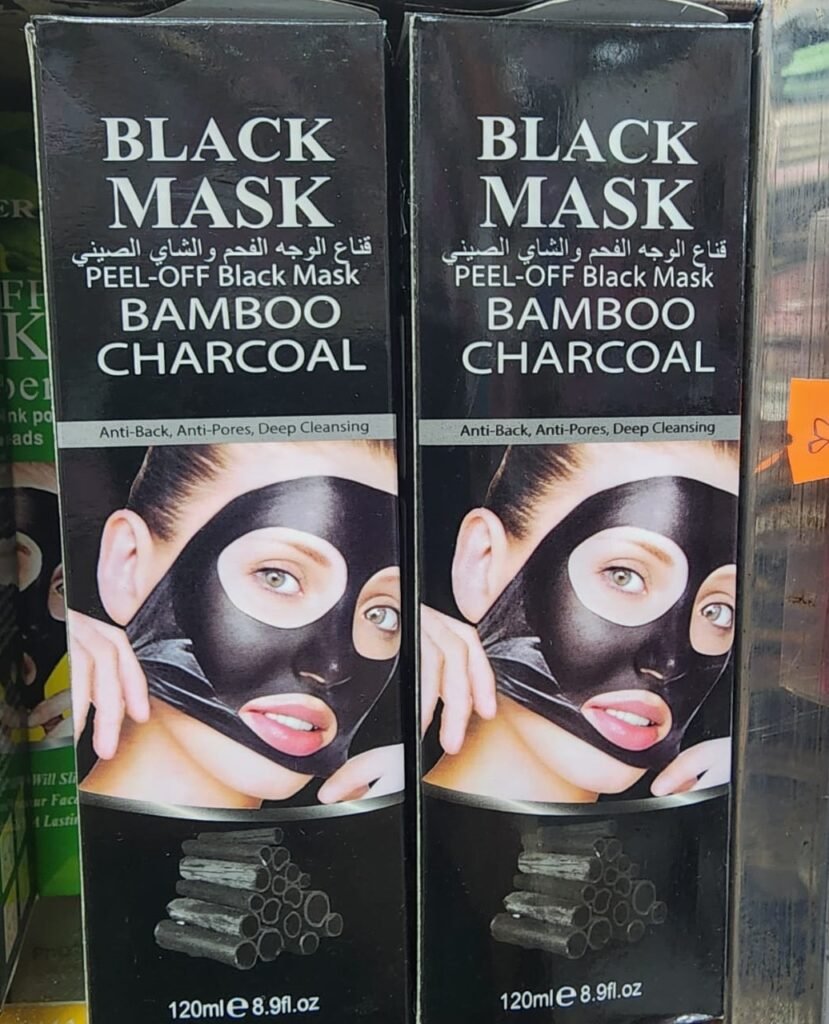 BLACK
MASK
قناع الوجه الفحم والشاي الصيني
PEEL-OFF Black Mask
BAMBOO
CHARCOAL
Anti-Back, Anti-Pores, Deep Cleansing
120ml e 8.9fl.oz
BLACK
MASK
قناع الوجه الفحم والشاي الصيني
PEEL-OFF Black Mask
BAMBOO
CHARCOAL
Anti-Back, Anti-Pores, Deep Cleansing
120ml e 8.9fl.oz
Will
A